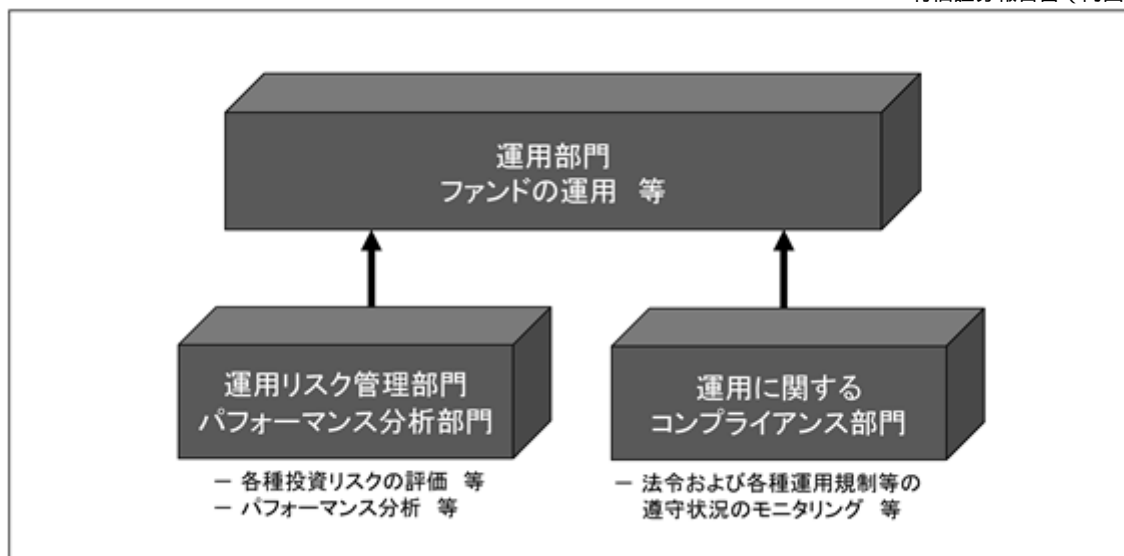 運用部門
ファンドの運用 等
運用リスク管理部門
パフォーマンス分析部門
－ 各種投資リスクの評価 等
－ パフォーマンス分析 等
運用に関する
コンプライアンス部門
－ 法令および各種運用規制等の
遵守状況のモニタリング 等